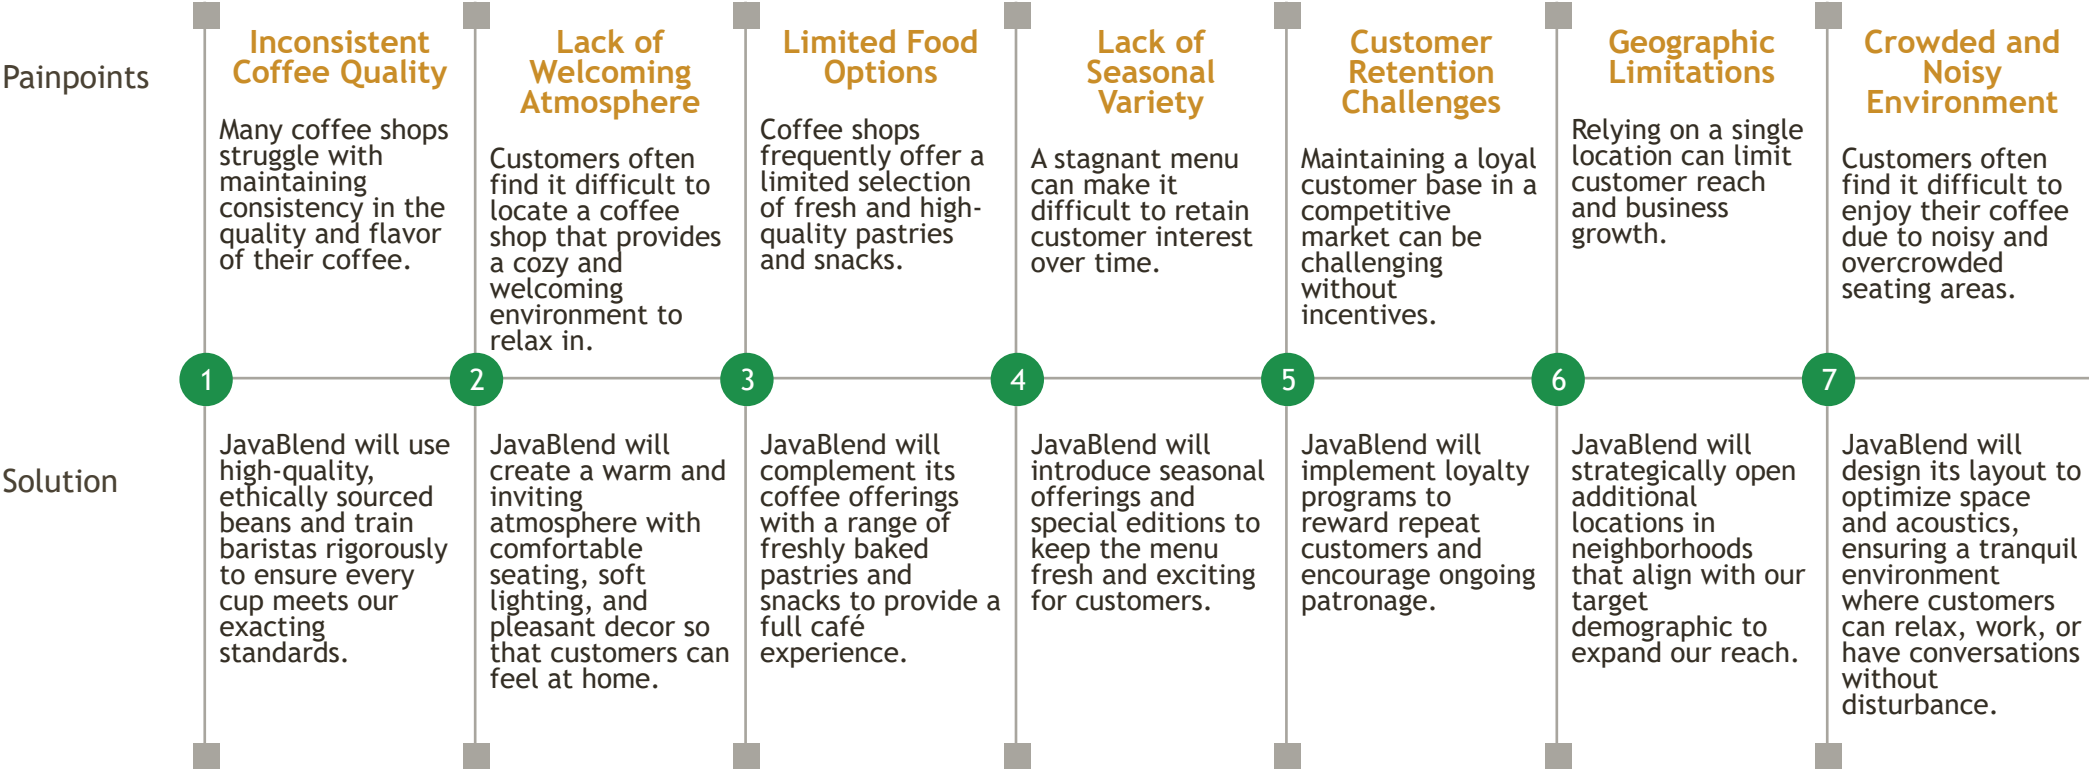 Painpoints
Inconsistent
Coffee Quality
Many coffee shops
struggle with
maintaining
consistency in the
quality and flavor
of their coffee.
Lack of
Welcoming
Atmosphere
Customers often
find it difficult to
locate a coffee
shop that provides
a cozy and
welcoming
environment to
relax in.
Limited Food
Options
Coffee shops
frequently offer a
limited selection
of fresh and high-
quality pastries
and snacks.
Lack of
Seasonal
Variety
A stagnant menu
can make it
difficult to retain
customer interest
over time.
Customer
Retention
Challenges
Maintaining a loyal
customer base in a
competitive
market can be
challenging
without
incentives.
Geographic
Limitations
Relying on a single
location can limit
customer reach
and business
growth.
Crowded and
Noisy
Environment
Customers often
find it difficult to
enjoy their coffee
due to noisy and
overcrowded
seating areas.
1
2
3
4
5
6
7
Solution
JavaBlend will use
high-quality,
ethically sourced
beans and train
baristas rigorously
to ensure every
cup meets our
exacting
standards.
JavaBlend will
create a warm and
inviting
atmosphere with
comfortable
seating, soft
lighting, and
pleasant decor so
that customers can
feel at home.
JavaBlend will
complement its
coffee offerings
with a range of
freshly baked
pastries and
snacks to provide a
full café
experience.
JavaBlend will
introduce seasonal
offerings and
special editions to
keep the menu
fresh and exciting
for customers.
JavaBlend will
implement loyalty
programs to
reward repeat
customers and
encourage ongoing
patronage.
JavaBlend will
strategically open
additional
locations in
neighborhoods
that align with our
target
demographic to
expand our reach.
JavaBlend will
design its layout to
optimize space
and acoustics,
ensuring a tranquil
environment
where customers
can relax, work, or
have conversations
without
disturbance.